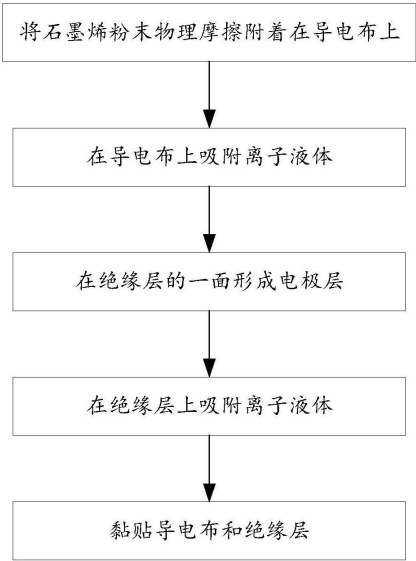 将石墨烯粉末物理摩擦附着在导电布上
在导电布上吸附离子液体
在绝缘层的一面形成电极层
在绝缘层上吸附离子液体
黏贴导电布和绝缘层